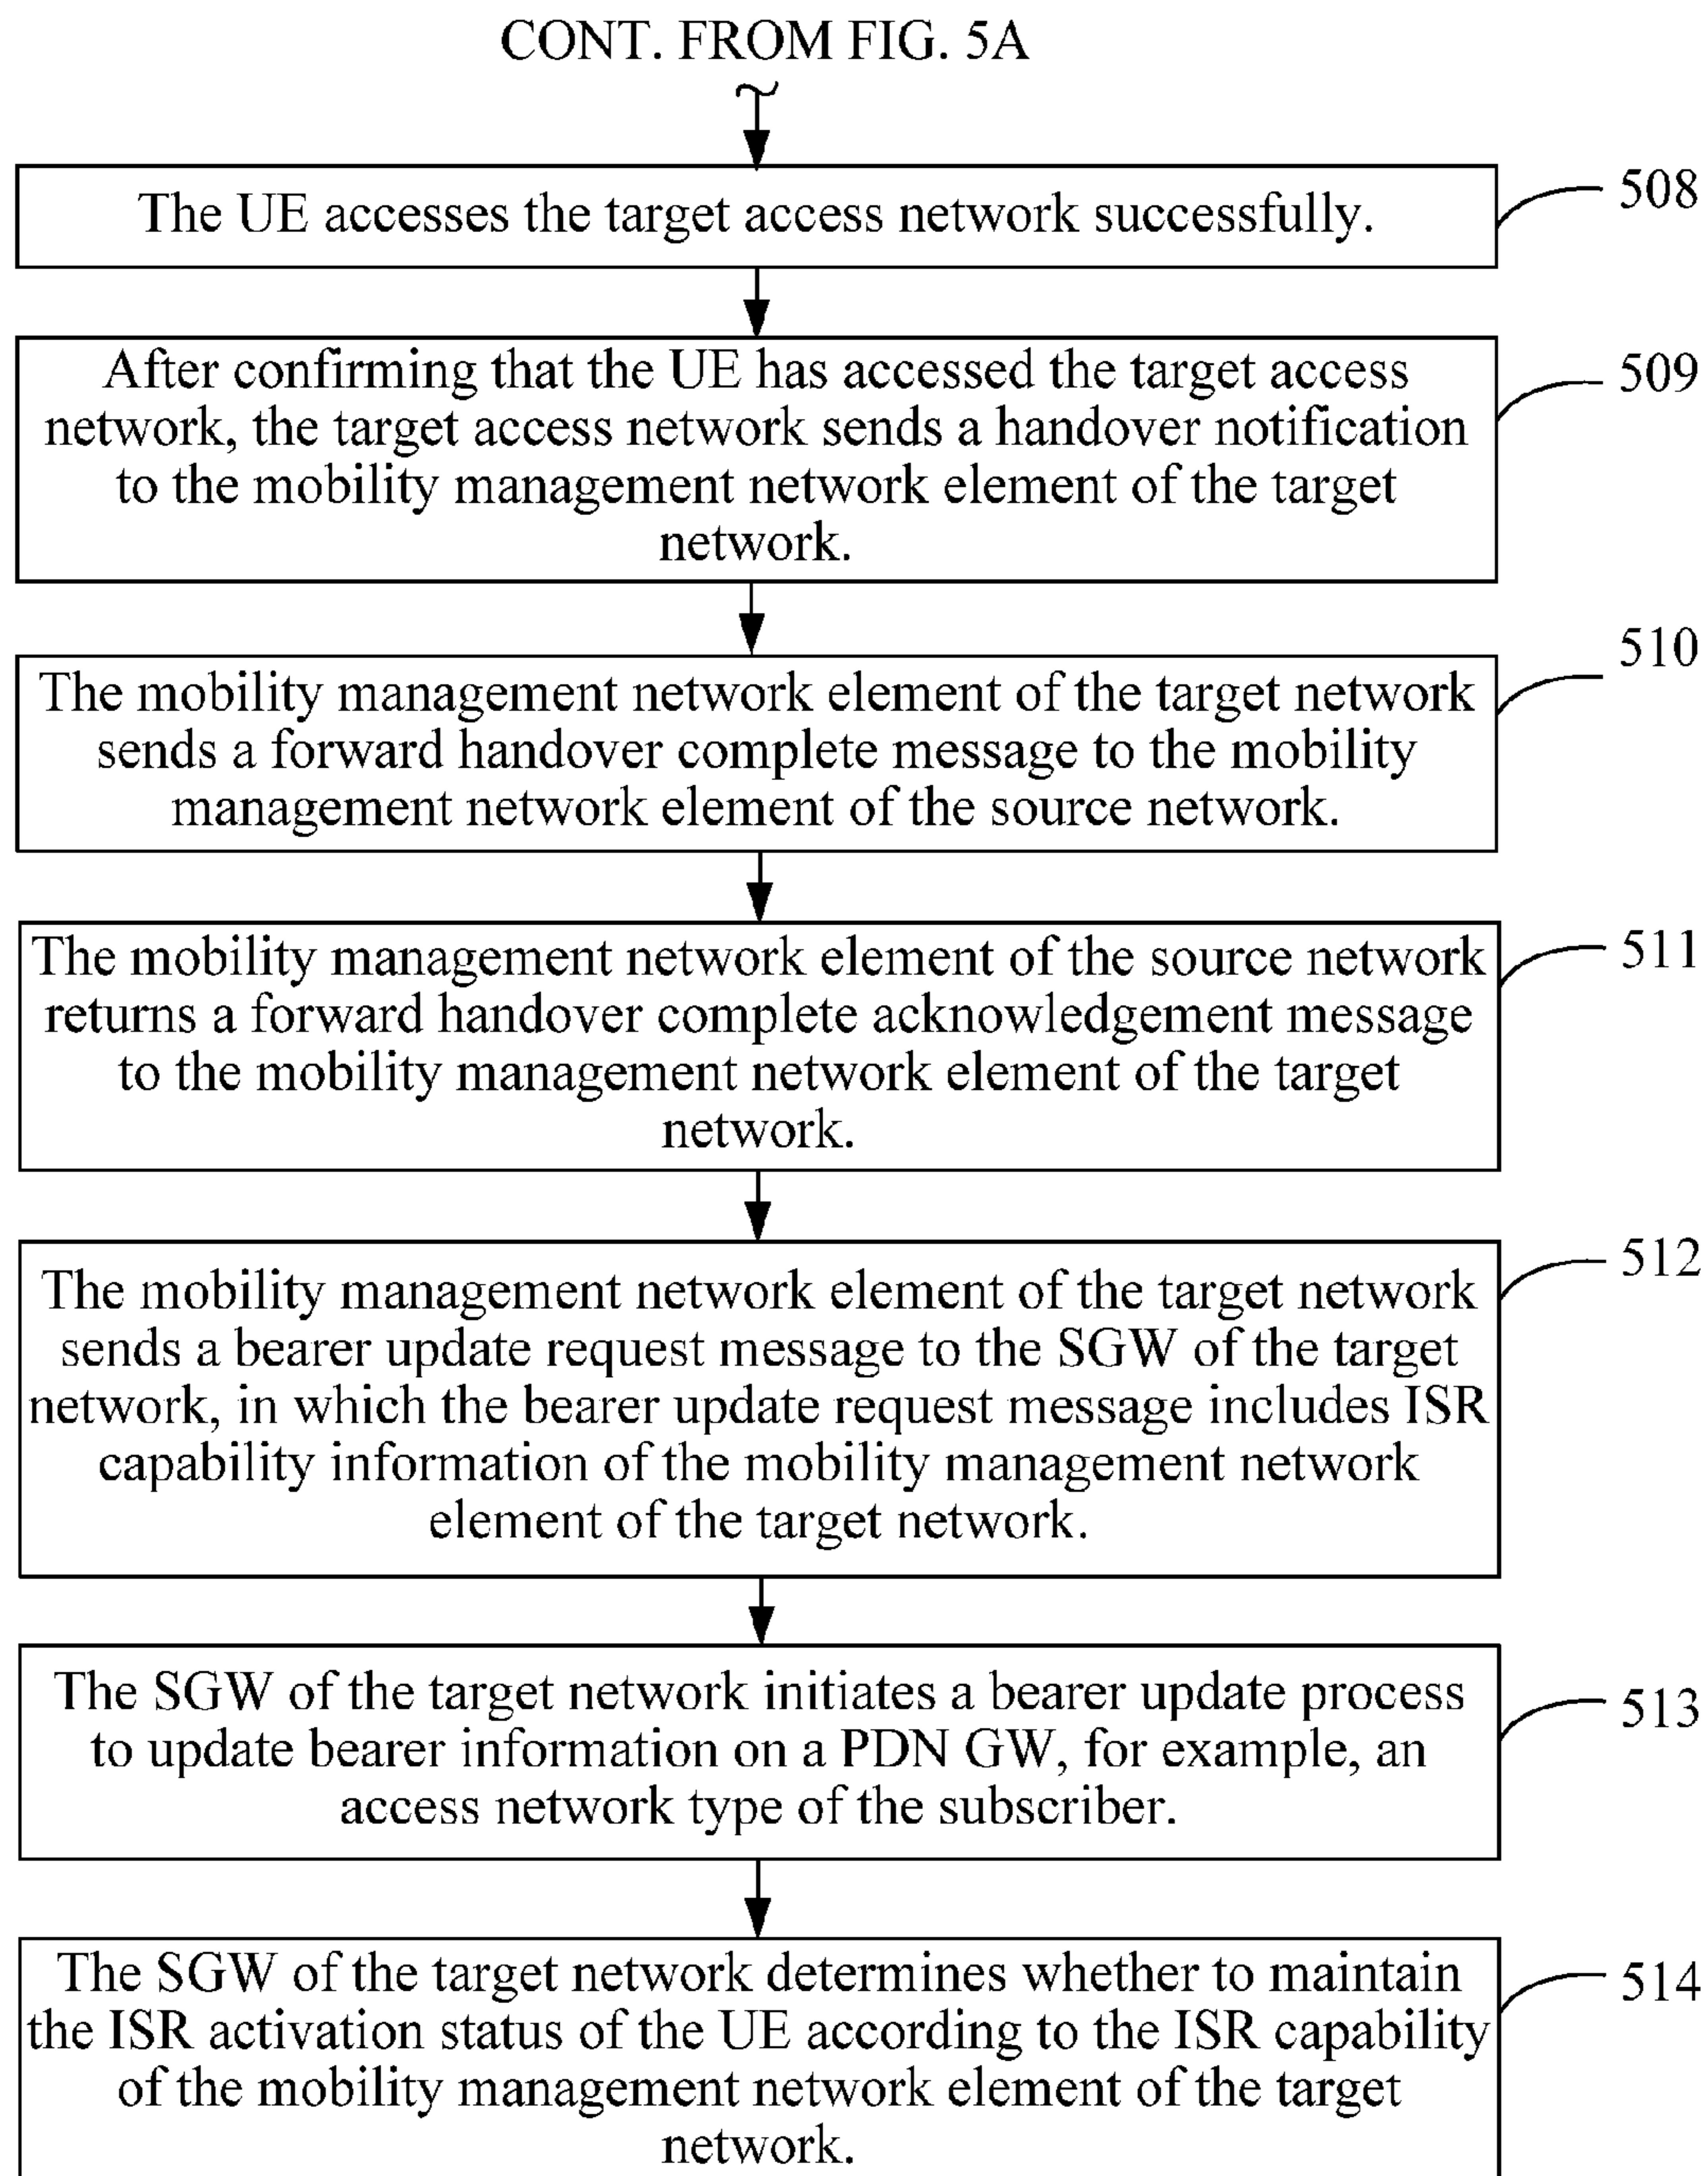 CONT. FROM FIG. 5A
The UE accesses the target access network successfully.
508
After confirming that the UE has accessed the target access
network, the target access network sends a handover notification
to the mobility management network element of the target
network.
509
The mobility management network element of the target network
sends a forward handover complete message to the mobility
management network element of the source network.
510
The mobility management network element of the source network
returns a forward handover complete acknowledgement message
to the mobility management network element of the target
network.
511
The mobility management network element of the target network
sends a bearer update request message to the SGW of the target
network, in which the bearer update request message includes ISR
capability information of the mobility management network
element of the target network.
512
The SGW of the target network initiates a bearer update process
to update bearer information on a PDN GW, for example, an
access network type of the subscriber.
513
The SGW of the target network determines whether to maintain
the ISR activation status of the UE according to the ISR capability
of the mobility management network element of the target
network.
514